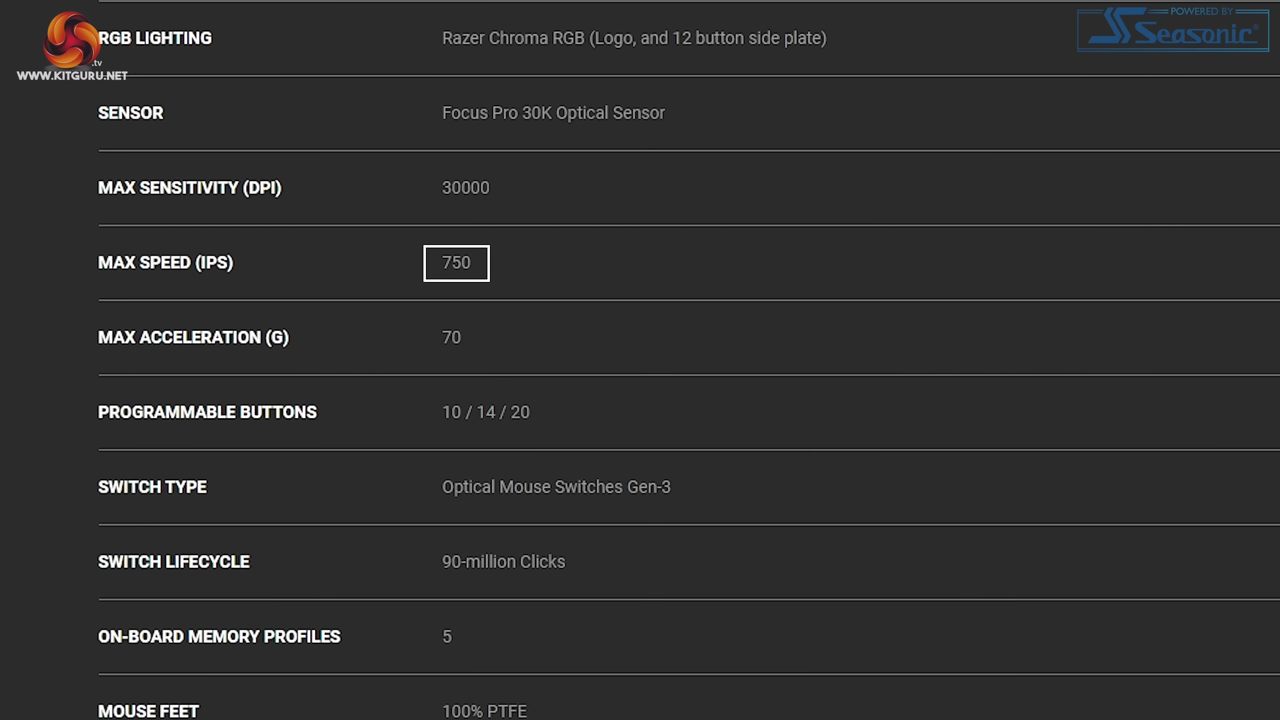 RGB LIGHTING Razer Chroma RGB (Logo, and 12 button side plate)
.tv
WWW.KITGURU.NET
POWERED BY
Seasonic
SENSOR Focus Pro 30K Optical Sensor
MAX SENSITIVITY (DPI) 30000
MAX SPEED (IPS) 750
MAX ACCELERATION (G) 70
PROGRAMMABLE BUTTONS 10 / 14 / 20
SWITCH TYPE Optical Mouse Switches Gen-3
SWITCH LIFECYCLE 90-million Clicks
ON-BOARD MEMORY PROFILES 5
MOUSE FEET 100% PTFE